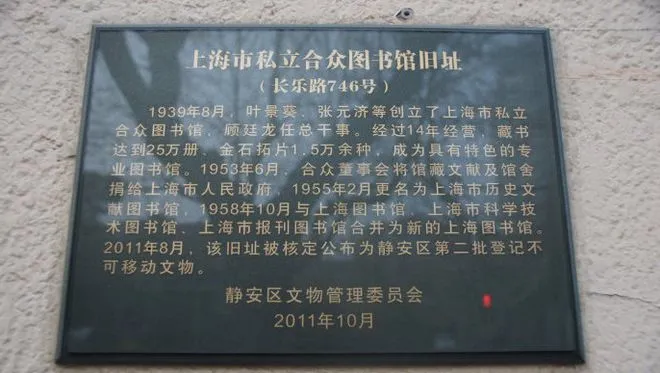 上海市私立合众图书馆旧址
（长乐路746号）
1939年8月，叶景葵、张元济等创立了上海市私立
合众图书馆，顾廷龙任总干事。经过14年经营，藏书
达到25万册、金石拓片1.5万余种，成为具有特色的专
业图书馆。1953年6月，合众董事会将馆藏文献及馆舍
捐给上海市人民政府，1955年2月更名为上海市历史文
献图书馆，1958年10月与上海图书馆、上海市科学技
术图书馆、上海市报刊图书馆合并为新的上海图书馆。
2011年8月，该旧址被核定公布为静安区第二批登记不
可移动文物。
静安区文物管理委员会
2011年10月